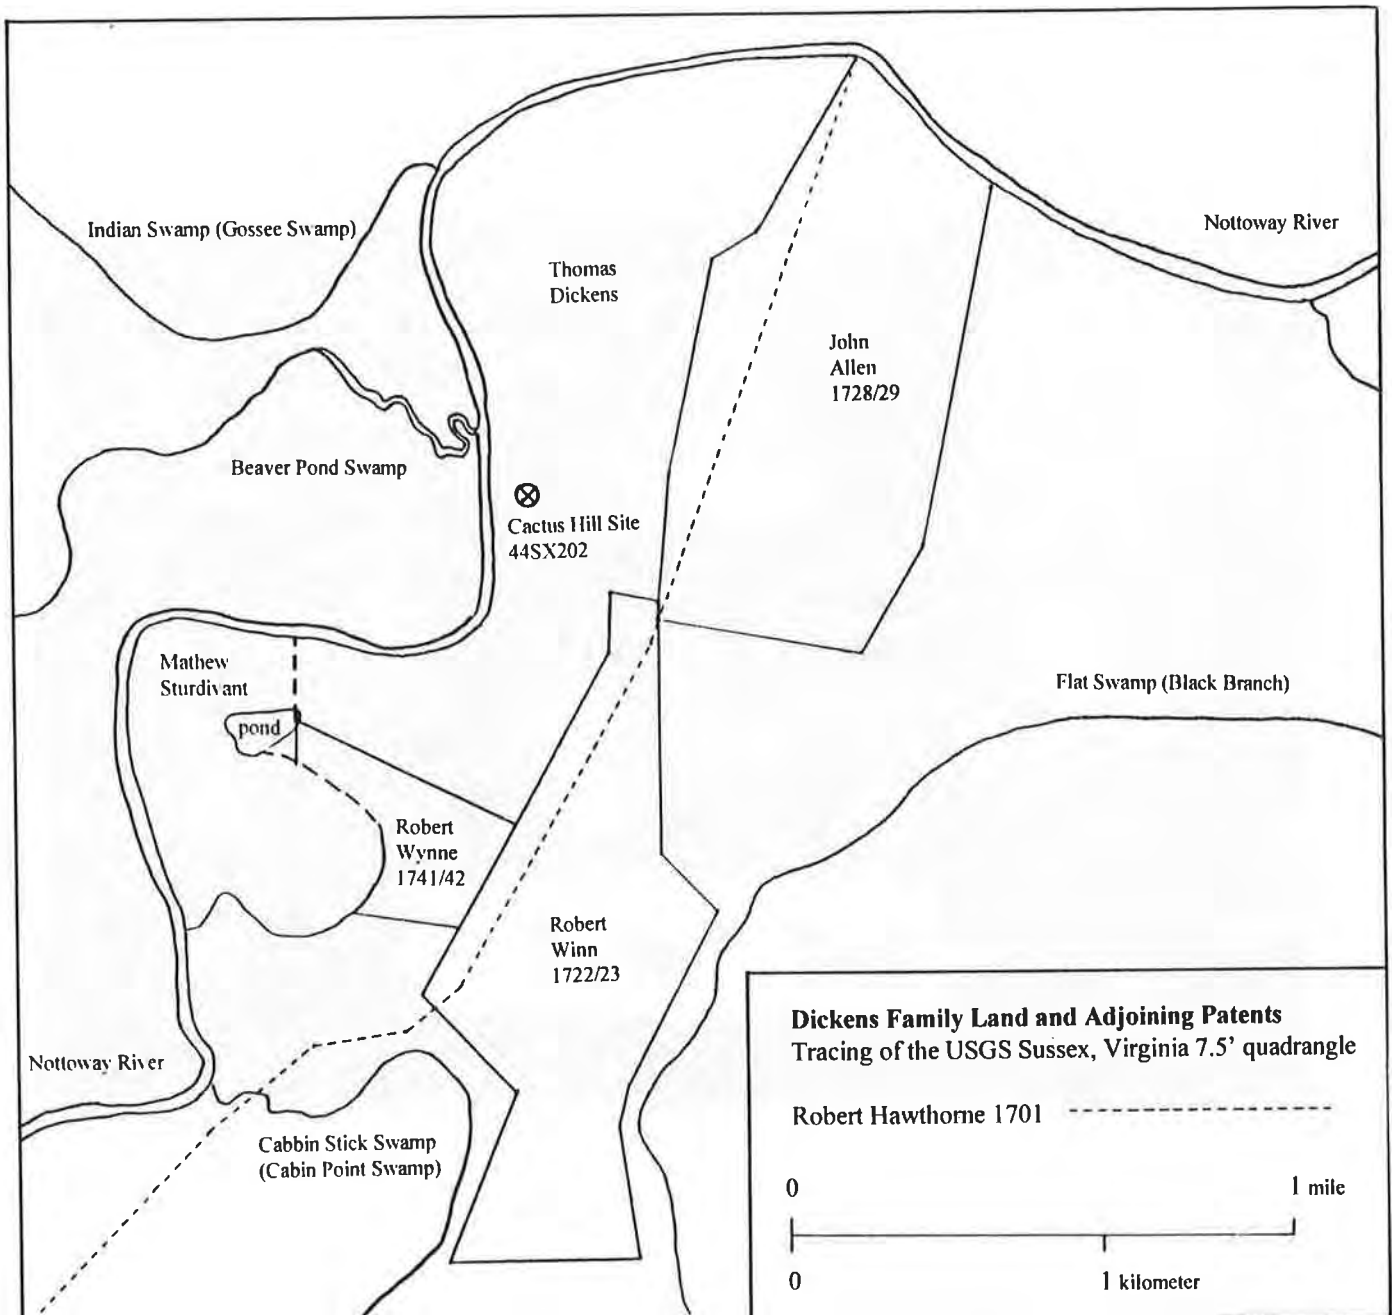 Indian Swamp (Gossee Swamp)
Nottoway River
Thomas
Dickens
John
Allen
1728/29
Beaver Pond Swamp
Cactus Hill Site
44SX202
Mathew
Sturdivant
pond
Flat Swamp (Black Branch)
Robert
Wynne
1741/42
Robert
Winn
1722/23
Nottoway River
Cabbin Stick Swamp
(Cabin Point Swamp)
Dickens Family Land and Adjoining Patents
Tracing of the USGS Sussex, Virginia 7.5' quadrangle
Robert Hawthorne 1701
0 1 mile
0 1 kilometer